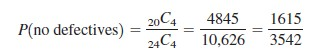 P(no defectives) = ₂₀C₄ / ₂₄C₄ = 4845 / 10,626 = 1615 / 3542